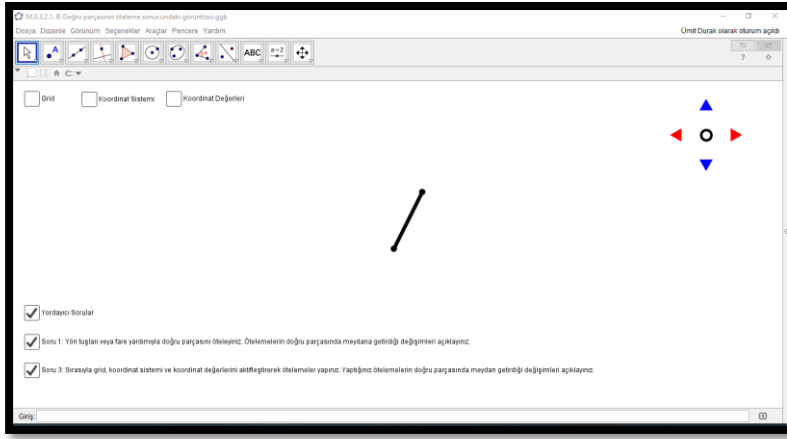 M.8.3.2.1. B-Doğru parçasının öteleme sonucundaki görüntüsü.ggb
Dosya Düzenle Görünüm Seçenekler Araçlar Pencere Yardım
Ümit Durak olarak oturum açıldı
ABC
a=2
Grid
Koordinat Sistemi
Koordinat Değerleri
Yordayıcı Sorular
Soru 1: Yön tuşları veya fare yardımıyla doğru parçasını öteleyiniz. Ötelemelerin doğru parçasında meydana getirdiği değişimleri açıklayınız.
Soru 3: Sırasıyla grid, koordinat sistemi ve koordinat değerlerini aktifleştirerek ötelemeler yapınız. Yaptığınız ötelemelerin doğru parçasında meydan getirdiği değişimleri açıklayınız.
Giriş: